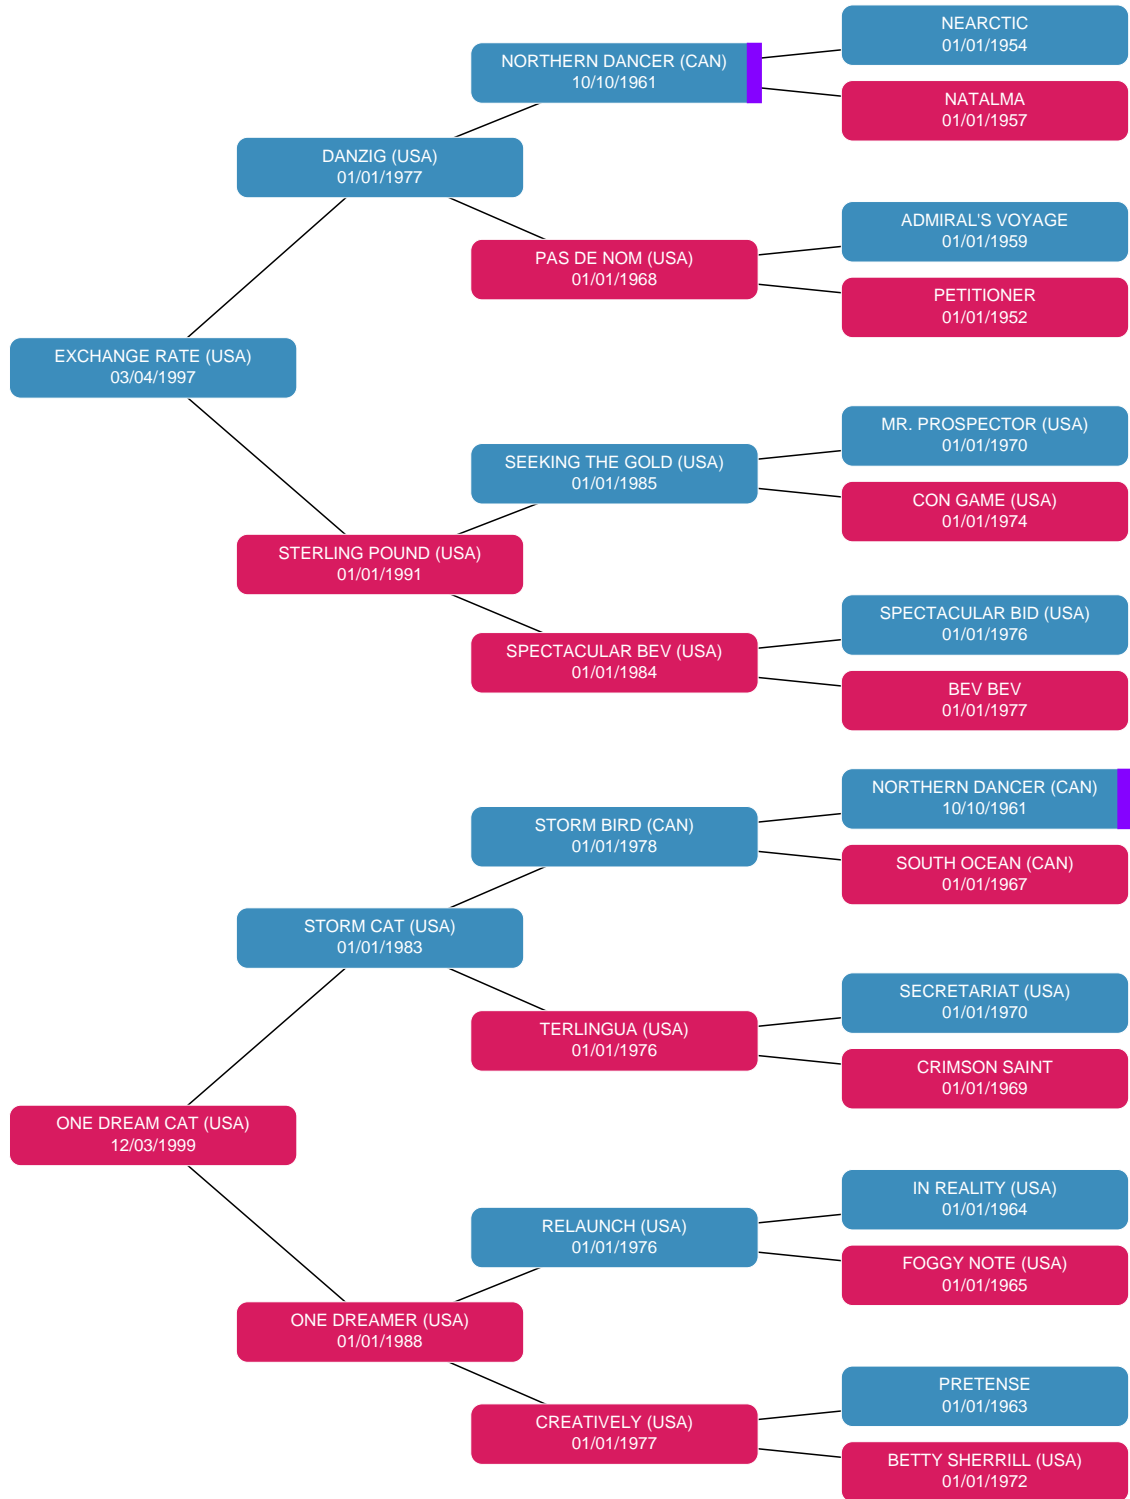 NEARCTIC
01/01/1954
NORTHERN DANCER (CAN)
10/10/1961
NATALMA
01/01/1957
DANZIG (USA)
01/01/1977
ADMIRAL'S VOYAGE
01/01/1959
PAS DE NOM (USA)
01/01/1968
PETITIONER
01/01/1952
EXCHANGE RATE (USA)
03/04/1997
MR. PROSPECTOR (USA)
01/01/1970
SEEKING THE GOLD (USA)
01/01/1985
CON GAME (USA)
01/01/1974
STERLING POUND (USA)
01/01/1991
SPECTACULAR BID (USA)
01/01/1976
SPECTACULAR BEV (USA)
01/01/1984
BEV BEV
01/01/1977
NORTHERN DANCER (CAN)
10/10/1961
STORM BIRD (CAN)
01/01/1978
SOUTH OCEAN (CAN)
01/01/1967
STORM CAT (USA)
01/01/1983
SECRETARIAT (USA)
01/01/1970
TERLINGUA (USA)
01/01/1976
CRIMSON SAINT
01/01/1969
ONE DREAM CAT (USA)
12/03/1999
IN REALITY (USA)
01/01/1964
RELAUNCH (USA)
01/01/1976
FOGGY NOTE (USA)
01/01/1965
ONE DREAMER (USA)
01/01/1988
PRETENSE
01/01/1963
CREATIVELY (USA)
01/01/1977
BETTY SHERRILL (USA)
01/01/1972